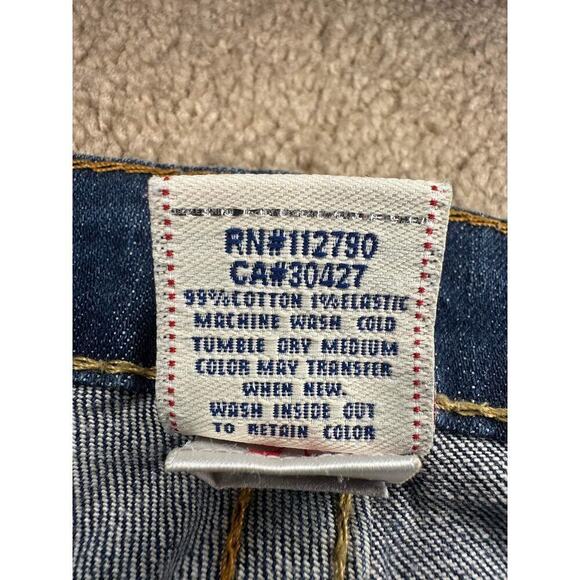 RN#112780
CA#30427
99%COTTON 1%ELASTIC
MACHINE WASH COLD
TUMBLE DRY MEDIUM
COLOR MAY TRANSFER
WHEN NEW.
WASH INSIDE OUT
TO RETAIN COLOR